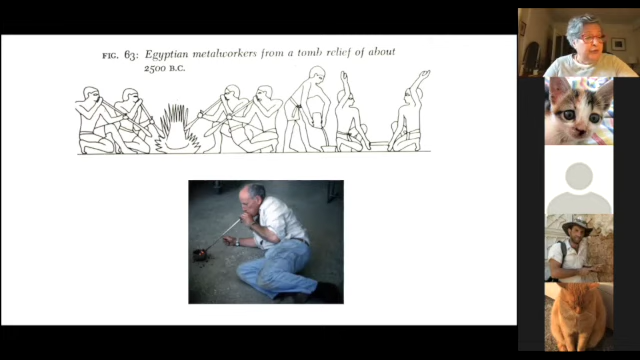 FIG. 63: Egyptian metalworkers from a tomb relief of about
2500 B.C.